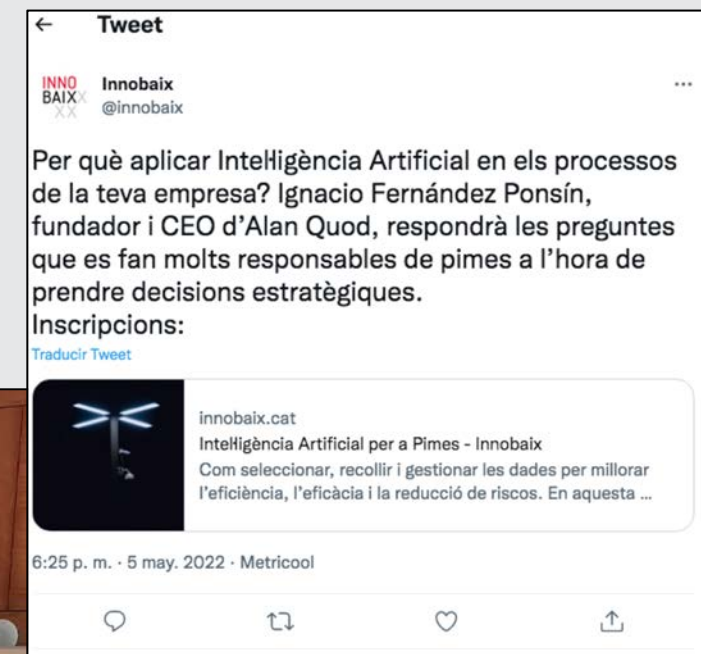 ← Tweet
INNO
BAIXX
XX
Innobaix
@innobaix
...
Per què aplicar Intel·ligència Artificial en els processos
de la teva empresa? Ignacio Fernández Ponsín,
fundador i CEO d’Alan Quod, respondrà les preguntes
que es fan molts responsables de pimes a l’hora de
prendre decisions estratègiques.
Inscripcions:
Traducir Tweet
innobaix.cat
Intel·ligència Artificial per a Pimes - Innobaix
Com seleccionar, recollir i gestionar les dades per millorar
l’eficiència, l’eficàcia i la reducció de riscos. En aquesta ...
6:25 p. m. · 5 may. 2022 · Metricool